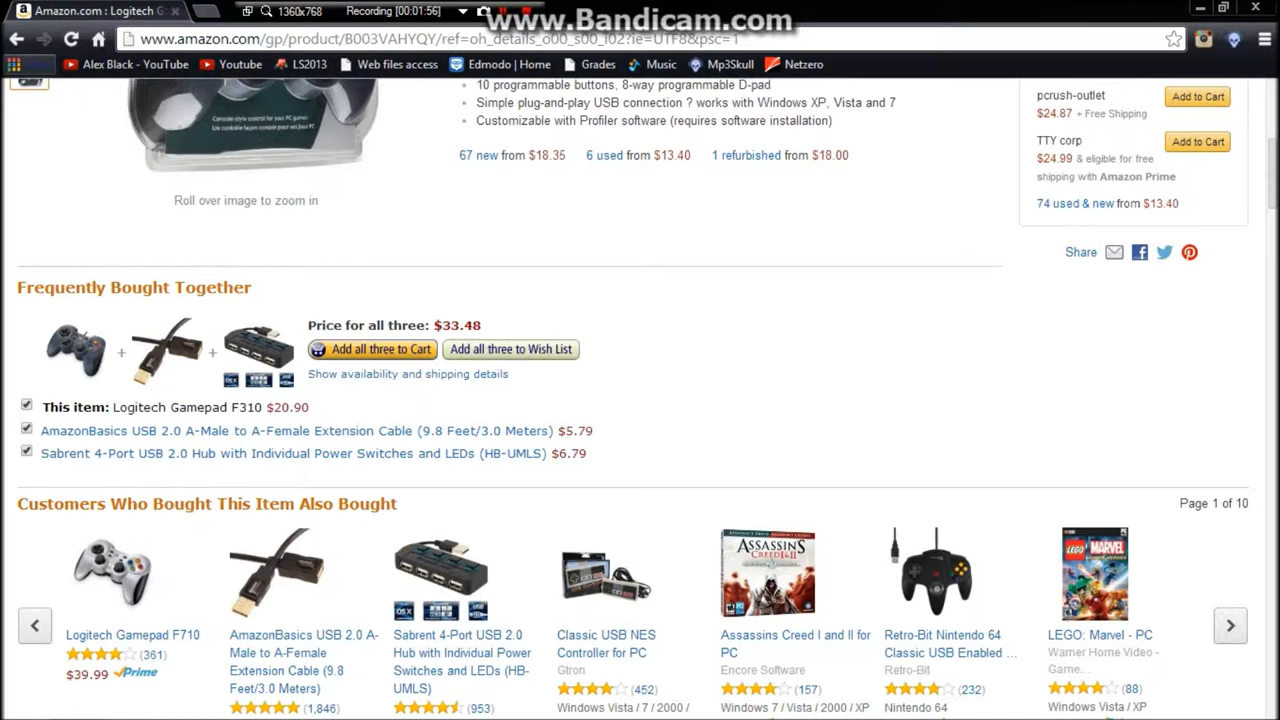 Amazon.com : Logitech G
1360x768
Recording [00:01:56]
www.Bandicam.com
www.amazon.com/gp/product/B003VAHYQY/ref=oh_details_o00_s00_i02?ie=UTF8&psc=1
Alex Black - YouTube
Youtube
LS2013
Web files access
Edmodo | Home
Grades
Music
Mp3Skull
Netzero
10 programmable buttons, 8-way programmable D-pad
Simple plug-and-play USB connection ? works with Windows XP, Vista and 7
Customizable with Profiler software (requires software installation)
67 new from $18.35 6 used from $13.40 1 refurbished from $18.00
Roll over image to zoom in
pcrush-outlet
Add to Cart
$24.87 + Free Shipping
TTY corp
Add to Cart
$24.99 & eligible for free
shipping with Amazon Prime
74 used & new from $13.40
Share
Frequently Bought Together
Price for all three: $33.48
Add all three to Cart
Add all three to Wish List
Show availability and shipping details
This item: Logitech Gamepad F310 $20.90
AmazonBasics USB 2.0 A-Male to A-Female Extension Cable (9.8 Feet/3.0 Meters) $5.79
Sabrent 4-Port USB 2.0 Hub with Individual Power Switches and LEDs (HB-UMLS) $6.79
Customers Who Bought This Item Also Bought
Page 1 of 10
Logitech Gamepad F710
(361)
$39.99 Prime
AmazonBasics USB 2.0 A-
Male to A-Female
Extension Cable (9.8
Feet/3.0 Meters)
(1,846)
Sabrent 4-Port USB 2.0
Hub with Individual Power
Switches and LEDs (HB-
UMLS)
(953)
Classic USB NES
Controller for PC
Gtron
(452)
Windows Vista / 7 / 2000 /
ASSASSIN'S
CREED I & II
Assassins Creed I and II for
PC
Encore Software
(157)
Windows 7 / Vista / 2000 / XP
Retro-Bit Nintendo 64
Classic USB Enabled ...
Retro-Bit
(232)
Nintendo 64
LEGO MARVEL
LEGO: Marvel - PC
Warner Home Video -
Game...
(88)
Windows Vista / XP